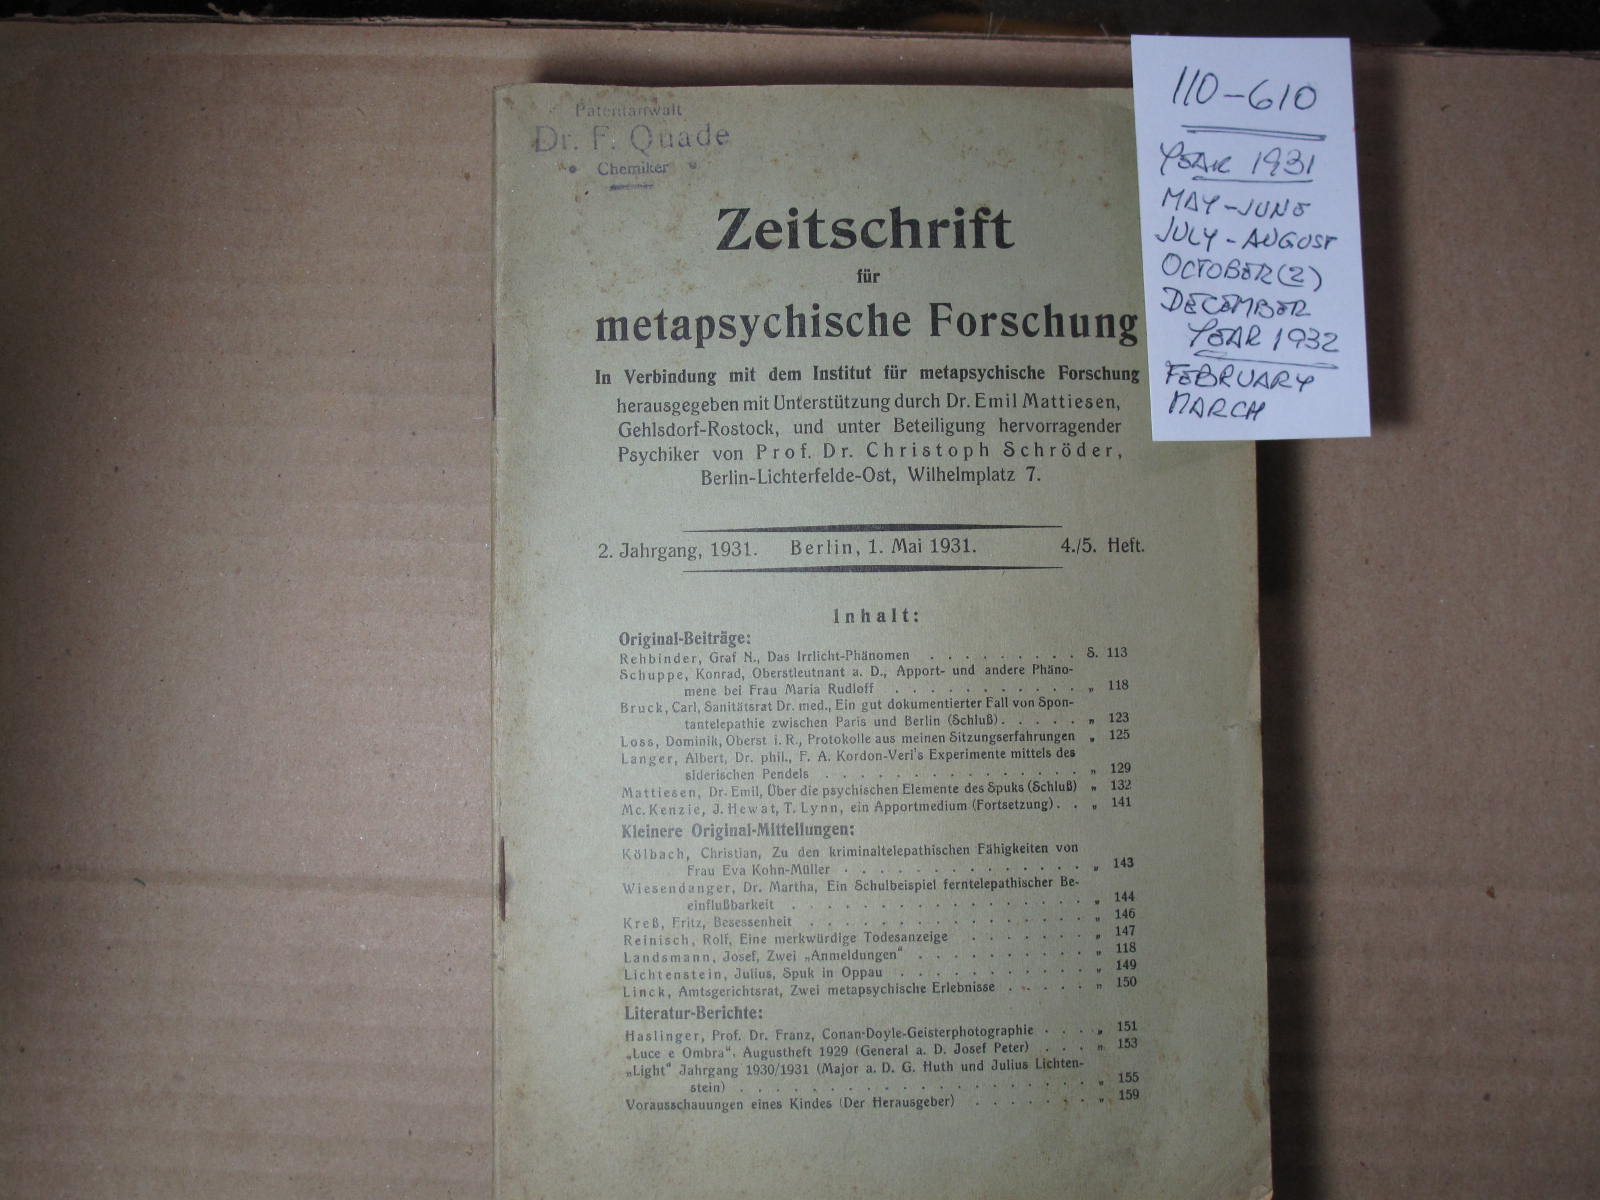 Patentanwalt
Dr. F. Quade
Chemiker
Zeitschrift
für
metapsychische Forschung
In Verbindung mit dem Institut für metapsychische Forschung
herausgegeben mit Unterstützung durch Dr. Emil Mattiesen,
Gehlsdorf-Rostock, und unter Beteiligung hervorragender
Psychiker von Prof. Dr. Christoph Schröder,
Berlin-Lichterfelde-Ost, Wilhelmplatz 7.
2. Jahrgang, 1931. Berlin, 1. Mai 1931. 4./5. Heft.
Inhalt:
Original-Beiträge:
Rehbinder, Graf N., Das Irrlicht-Phänomen . . . . . . . . . S. 113
Schuppe, Konrad, Oberstleutnant a. D., Apport- und andere Phäno-
mene bei Frau Maria Rudloff . . . . . . . . . . . „ 118
Bruck, Carl, Sanitätsrat Dr. med., Ein gut dokumentierter Fall von Spon-
tantelepathie zwischen Paris und Berlin (Schluß) . . . . . „ 123
Loss, Dominik, Oberst i. R., Protokolle aus meinen Sitzungserfahrungen „ 125
Langer, Albert, Dr. phil., F. A. Kordon-Veri's Experimente mittels des
siderischen Pendels . . . . . . . . . . . . . . . „ 129
Mattiesen, Dr. Emil, Über die psychischen Elemente des Spuks (Schluß) „ 132
Mc. Kenzie, J. Hewat, T. Lynn, ein Apportmedium (Fortsetzung) . . „ 141
Kleinere Original-Mitteilungen:
Kölbach, Christian, Zu den kriminaltelepathischen Fähigkeiten von
Frau Eva Kohn-Müller . . . . . . . . . . . . . . „ 143
Wiesendanger, Dr. Martha, Ein Schulbeispiel ferntelepathischer Be-
einflußbarkeit . . . . . . . . . . . . . . . . . „ 144
Kreß, Fritz, Besessenheit . . . . . . . . . . . . . . . . „ 146
Reinisch, Rolf, Eine merkwürdige Todesanzeige . . . . . . . „ 147
Landsmann, Josef, Zwei „Anmeldungen“ . . . . . . . . . . „ 118
Lichtenstein, Julius, Spuk in Oppau . . . . . . . . . . . „ 149
Linck, Amtsgerichtsrat, Zwei metapsychische Erlebnisse . . . . . „ 150
Literatur-Berichte:
Haslinger, Prof. Dr. Franz, Conan-Doyle-Geisterphotographie . . . „ 151
„Luce e Ombra“. Augustheft 1929 (General a. D. Josef Peter) . . . „ 153
„Light“ Jahrgang 1930/1931 (Major a. D. G. Huth und Julius Lichten-
stein) . . . . . . . . . . . . . . . . . . . . „ 155
Vorausschauungen eines Kindes (Der Herausgeber) . . . . . . . „ 159
110-610
YEAR 1931
MAY-JUNE
JULY-AUGUST
OCTOBER(2)
DECEMBER
YEAR 1932
FEBRUARY
MARCH